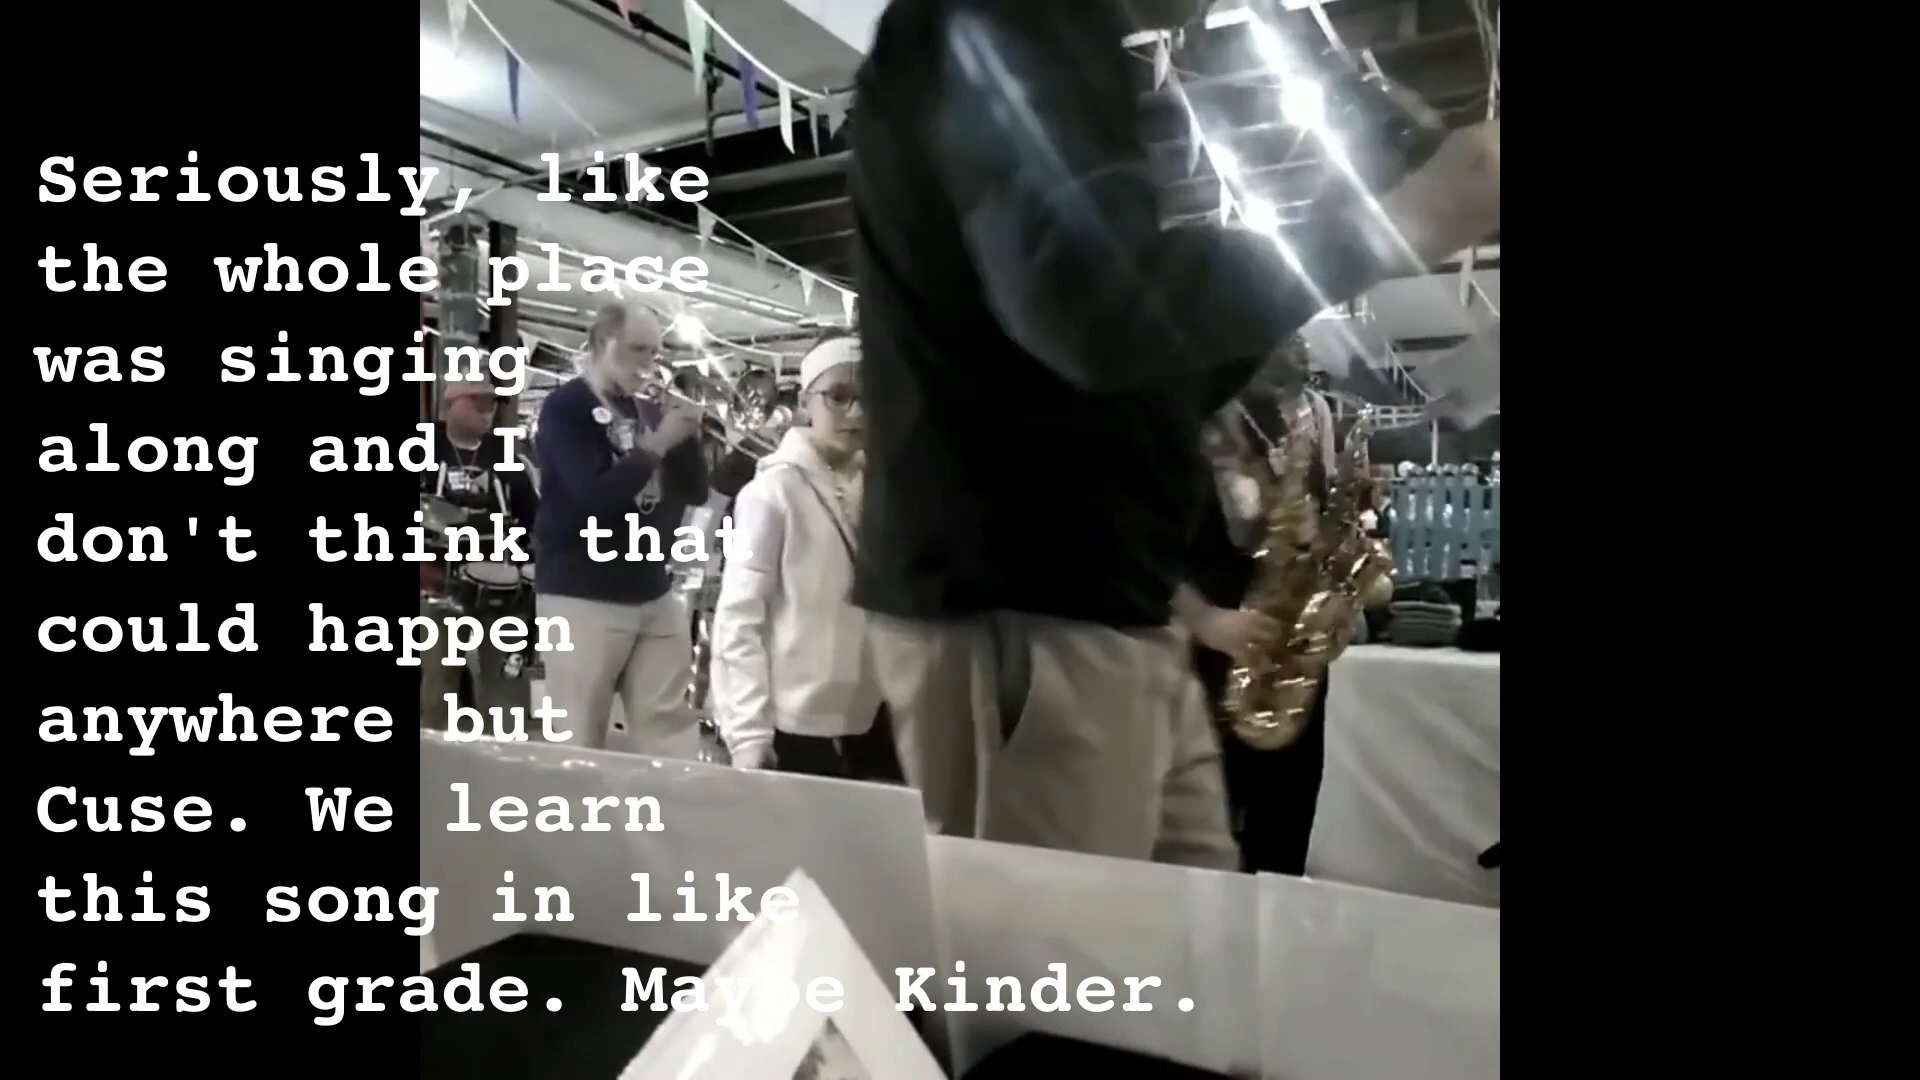 Seriously, like
the whole place
was singing
along and I
don't think that
could happen
anywhere but
Cuse. We learn
this song in like
first grade. Maybe Kinder.